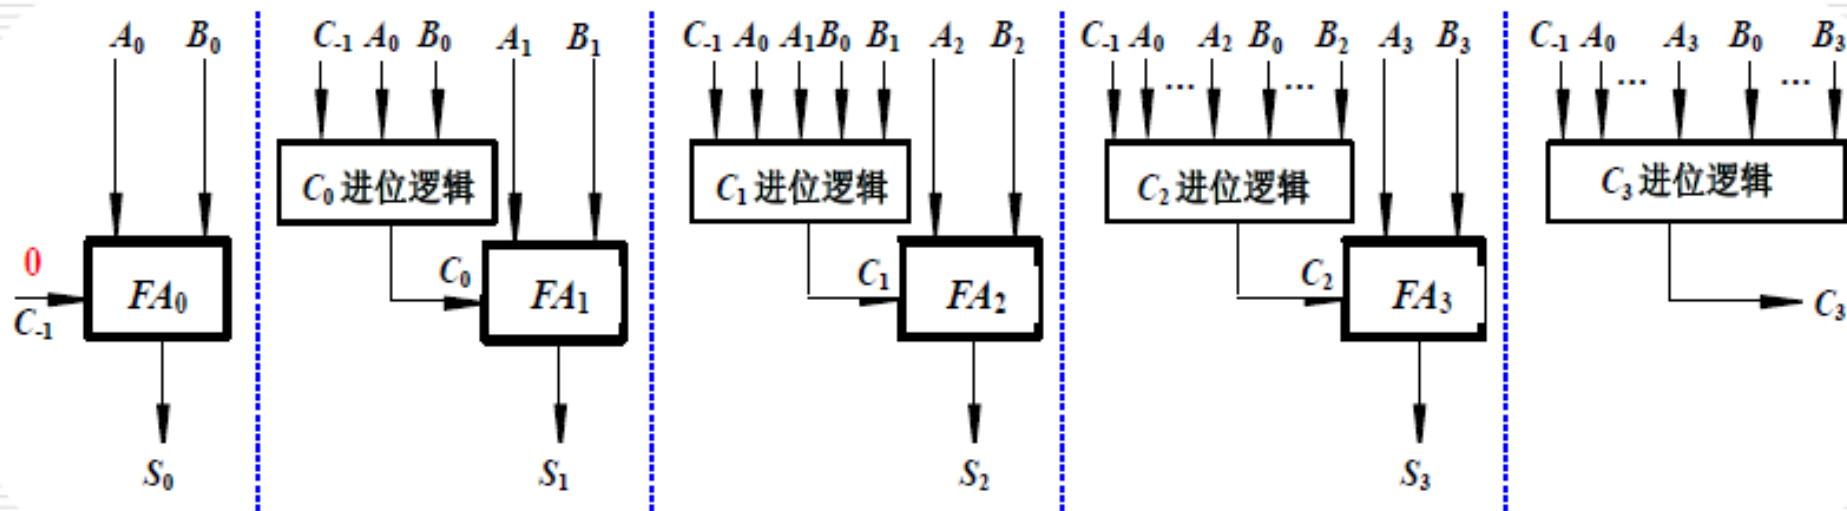 A₀ B₀ C₋₁ A₀ B₀ A₁ B₁ C₋₁ A₀ A₁ B₀ B₁ A₂ B₂ C₋₁ A₀ A₂ B₀ B₂ A₃ B₃ C₋₁ A₀ A₃ B₀ B₃
... ... ... ...
C₀进位逻辑 C₁进位逻辑 C₂进位逻辑 C₃进位逻辑
0 C₀ C₁ C₂
C₋₁ FA₀ FA₁ FA₂ FA₃ C₃
S₀ S₁ S₂ S₃